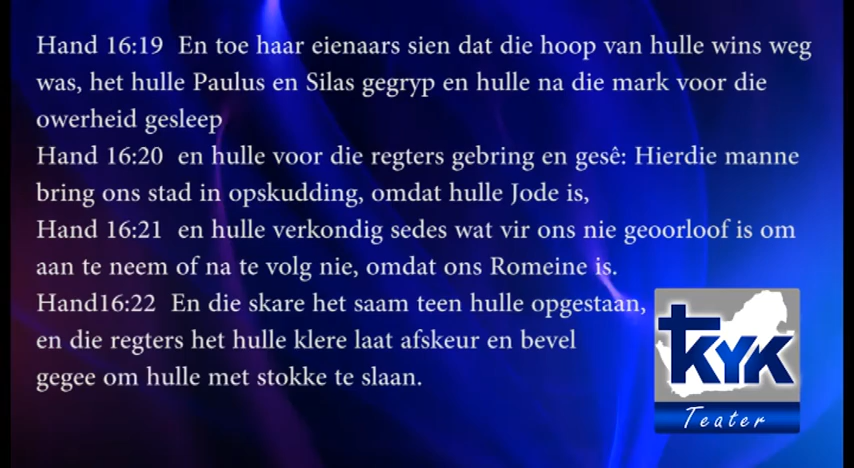 Hand 16:19 En toe haar eienaars sien dat die hoop van hulle wins weg
was, het hulle Paulus en Silas gegryp en hulle na die mark voor die
owerheid gesleep
Hand 16:20 en hulle voor die regters gebring en gesê: Hierdie manne
bring ons stad in opskudding, omdat hulle Jode is,
Hand 16:21 en hulle verkondig sedes wat vir ons nie geoorloof is om
aan te neem of na te volg nie, omdat ons Romeine is.
Hand16:22 En die skare het saam teen hulle opgestaan,
en die regters het hulle klere laat afskeur en bevel
gegee om hulle met stokke te slaan.
KYK
Teater